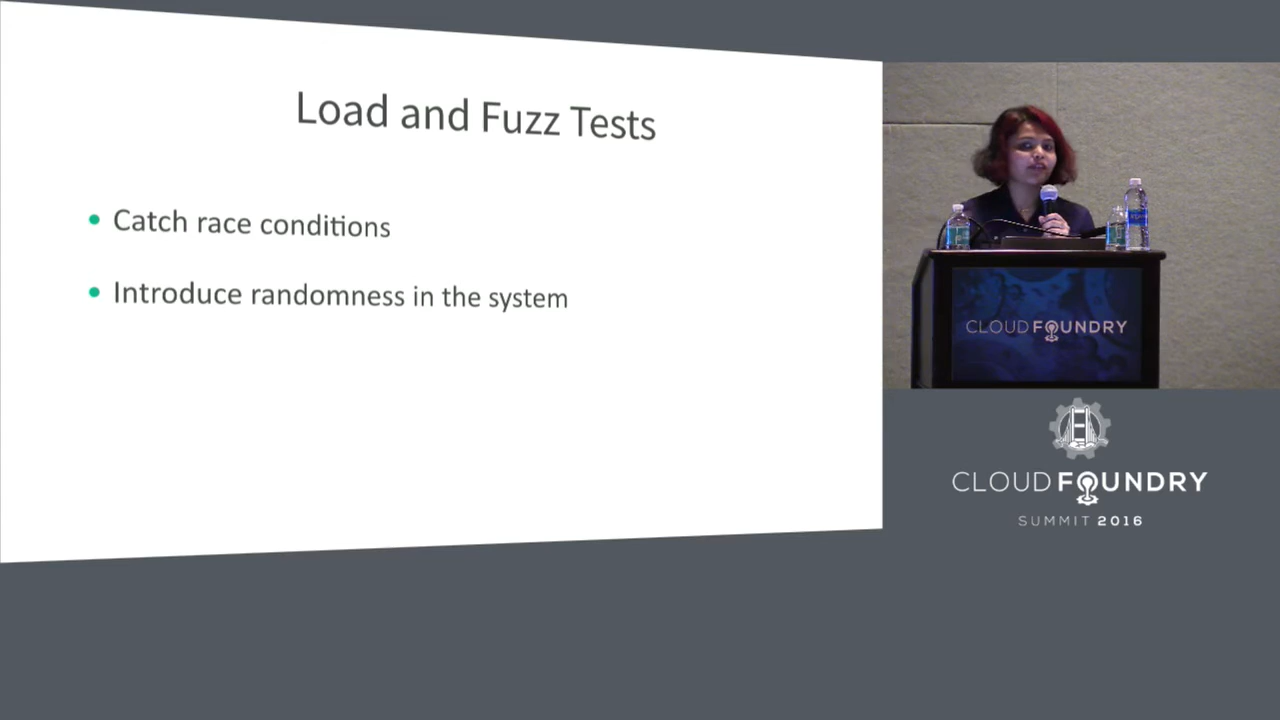 Load and Fuzz Tests
• Catch race conditions
• Introduce randomness in the system
CLOUD FOUNDRY
CLOUD FOUNDRY
SUMMIT 2016